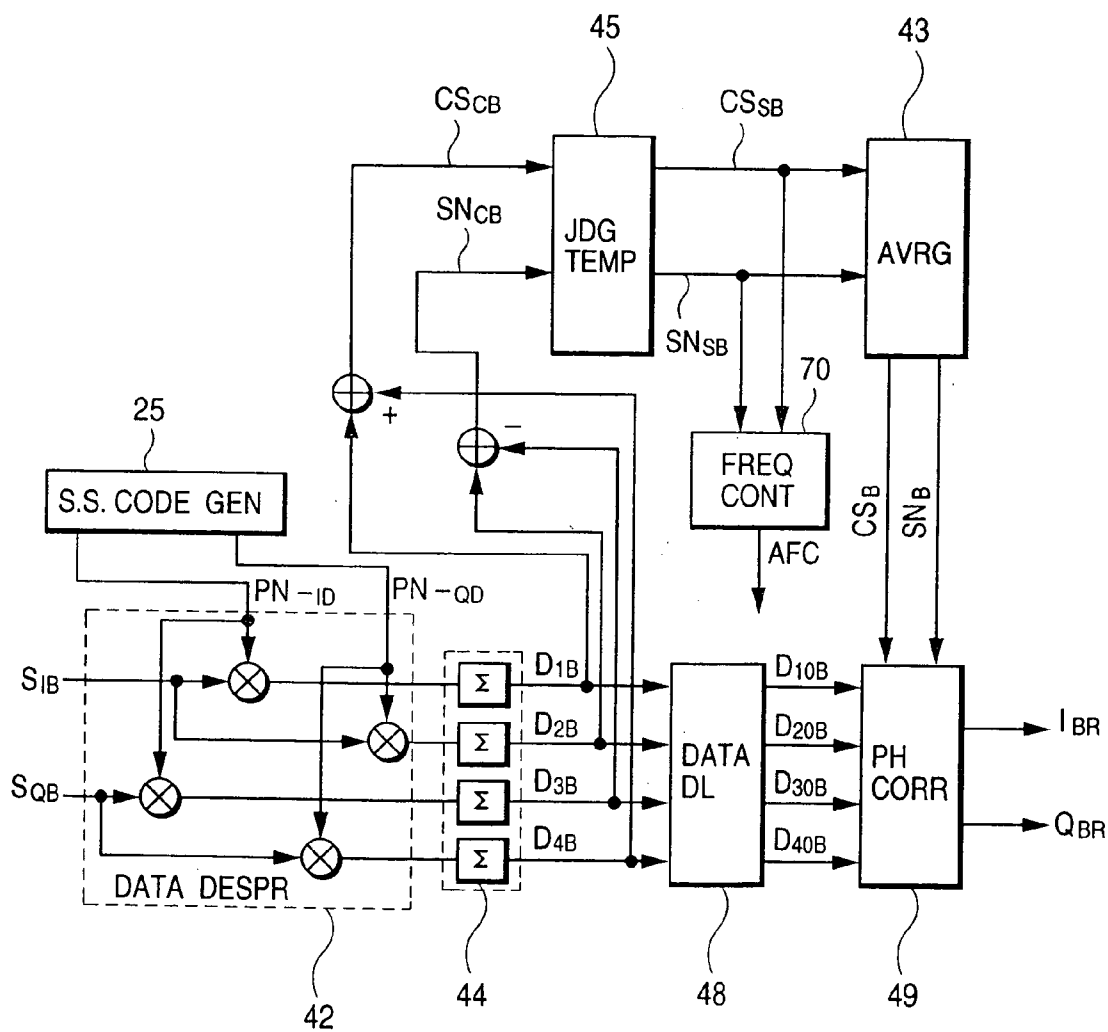 45
43
CSCB
CSSB
SNCB
JDG
TEMP
AVRG
SNSB
70
+
−
25
FREQ
CONT
S.S. CODE GEN
CSB
SNB
AFC
PN-ID
PN-QD
SIB
Σ
D1B
D10B
IBR
Σ
D2B
DATA
DL
D20B
PH
CORR
SQB
Σ
D3B
D30B
QBR
Σ
D4B
D40B
DATA DESPR
42
44
48
49